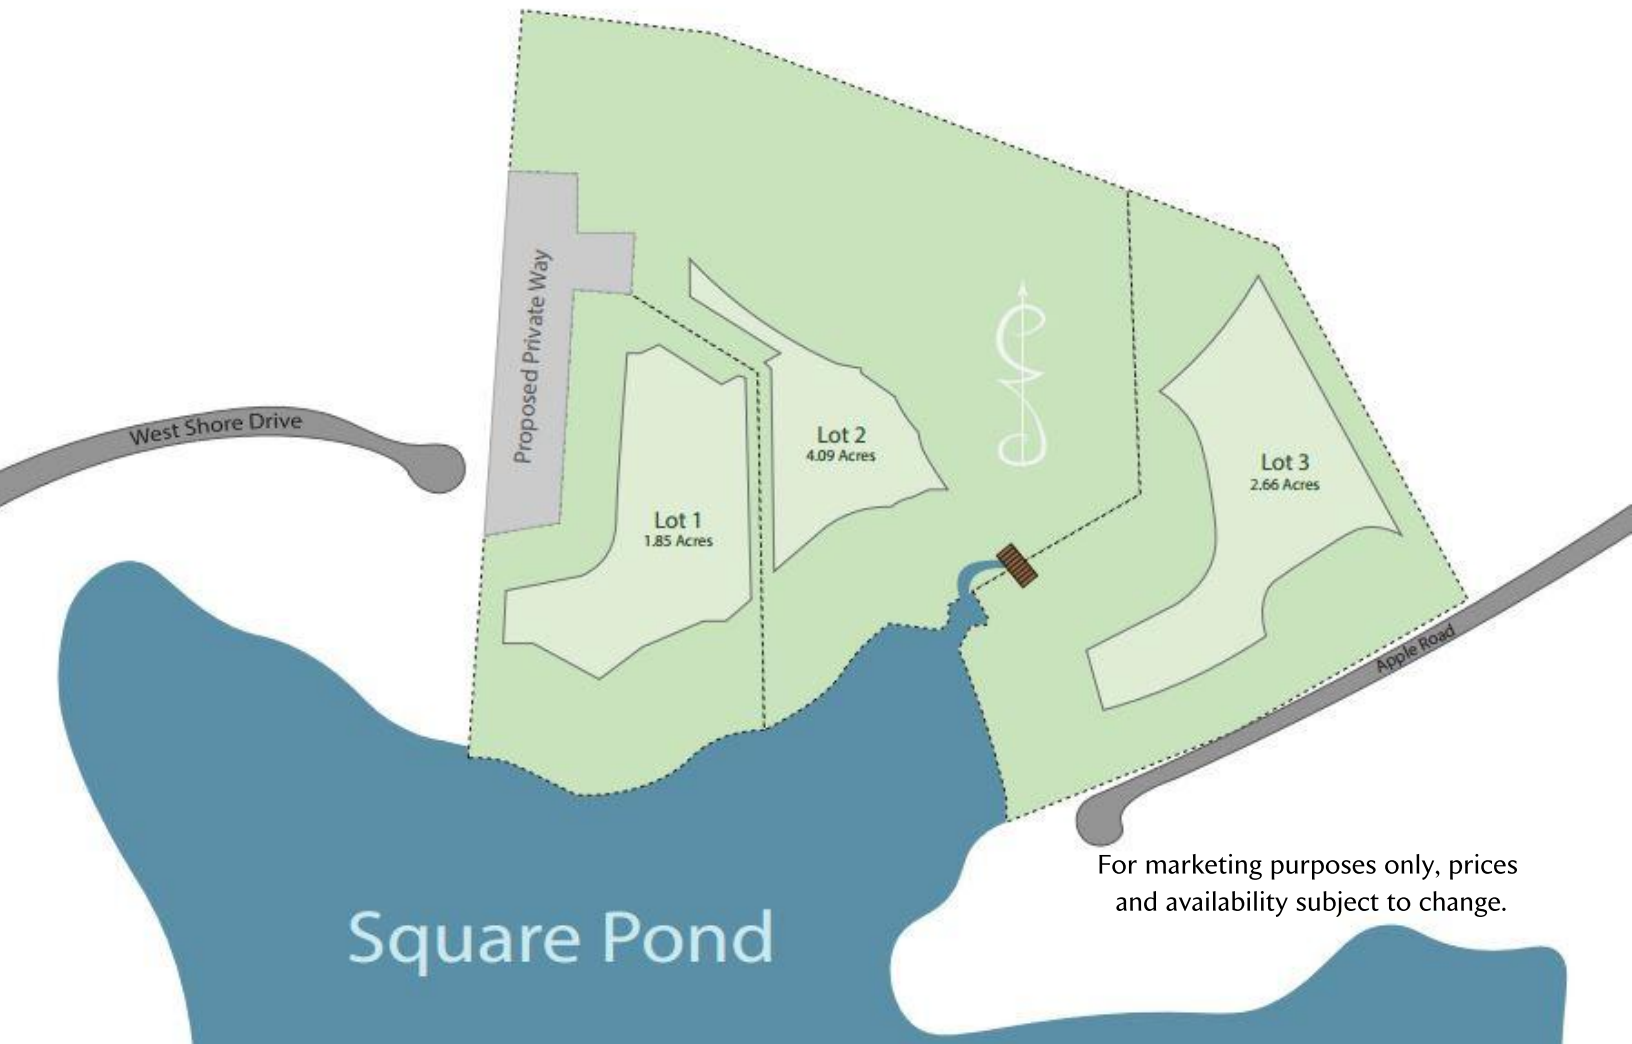 Proposed Private Way
West Shore Drive
Lot 1
1.85 Acres
Lot 2
4.09 Acres
Lot 3
2.66 Acres
Apple Road
For marketing purposes only, prices
and availability subject to change.
Square Pond